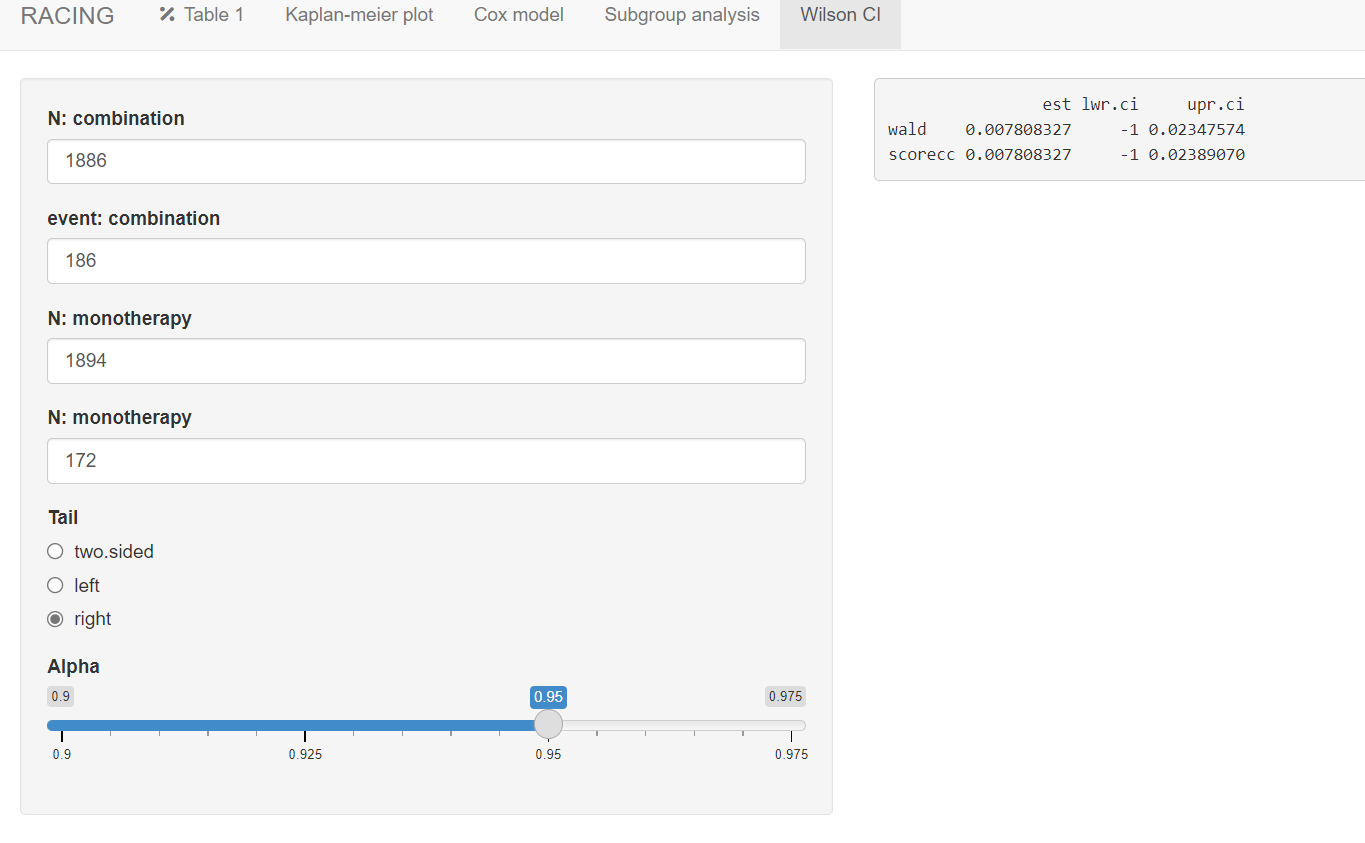 RACING Table 1 Kaplan-meier plot Cox model Subgroup analysis Wilson CI
N: combination
1886
event: combination
186
N: monotherapy
1894
N: monotherapy
172
Tail
two.sided
left
right
Alpha
0.9 0.95 0.975
0.9 0.925 0.95 0.975
est lwr.ci upr.ci
wald 0.007808327 -1 0.02347574
scorecc 0.007808327 -1 0.02389070